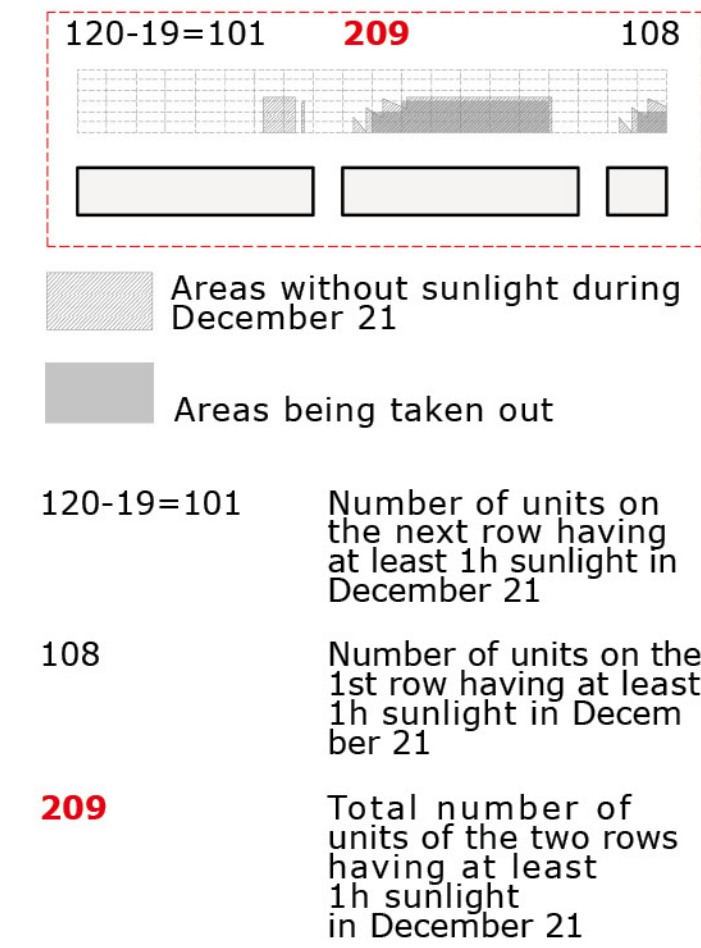 120-19=101 209 108
Areas without sunlight during
December 21
Areas being taken out
120-19=101
Number of units on
the next row having
at least 1h sunlight in
December 21
108
Number of units on the
1st row having at least
1h sunlight in Decem
ber 21
209
Total number of
units of the two rows
having at least
1h sunlight
in December 21